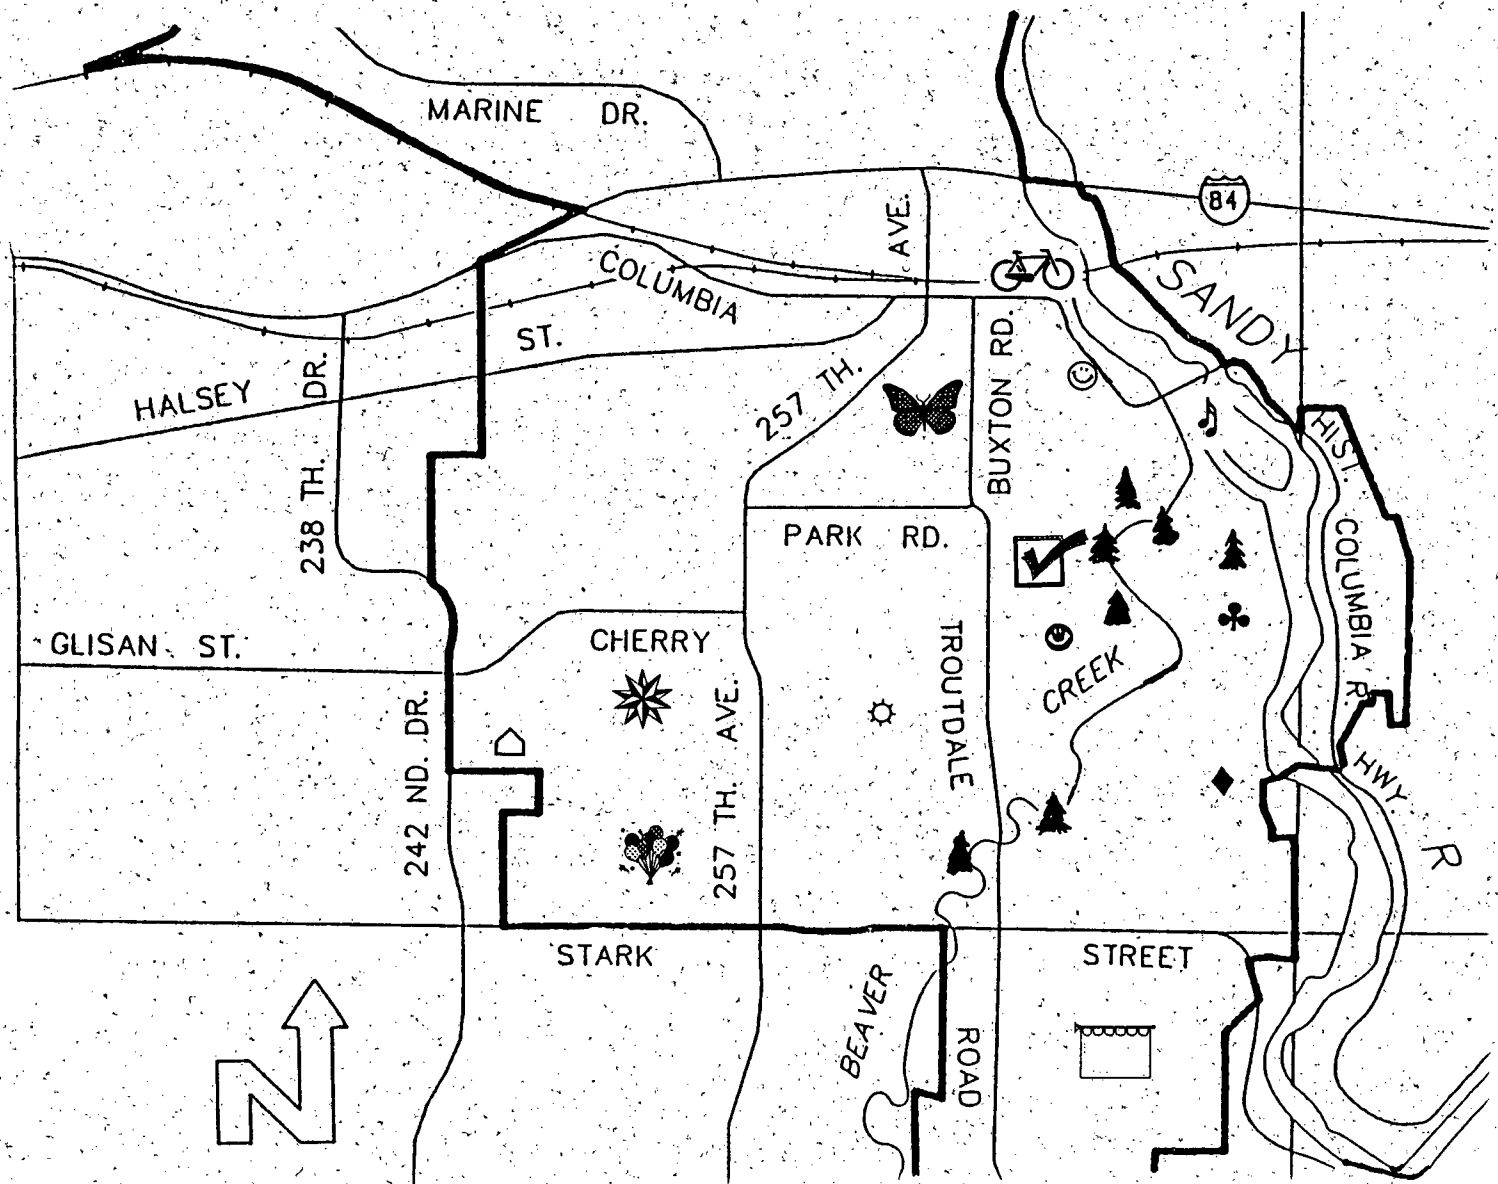 MARINE DR.
84
AVE.
SANDY
COLUMBIA
ST.
HALSEY
238 TH. DR.
257 TH.
BUXTON RD.
HIST.
COLUMBIA R.
HWY
PARK RD.
GLISAN ST.
CHERRY
TROUTDALE
CREEK
242 ND. DR.
257 TH. AVE.
R
STARK
STREET
BEAVER
ROAD
N